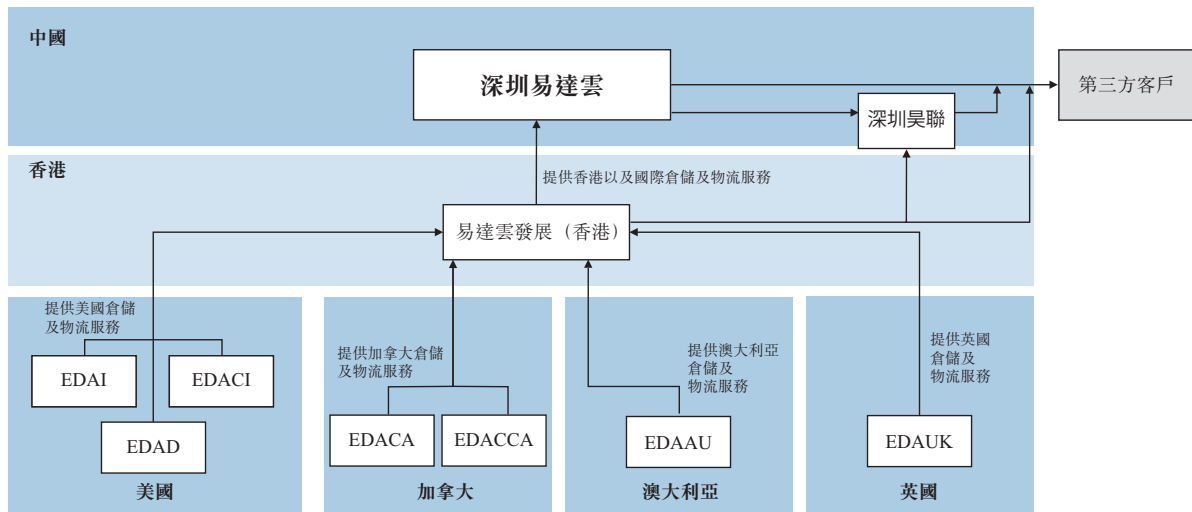 中國
深圳易達雲
第三方客戶
深圳昊聯
香港
提供香港以及國際倉儲及物流服務
易達雲發展（香港）
提供美國倉儲
及物流服務
EDAI
EDACI
EDAD
美國
提供加拿大倉儲
及物流服務
EDACA
EDACCA
加拿大
提供澳大利亞
倉儲及
物流服務
EDAAU
澳大利亞
提供英國
倉儲及
物流服務
EDAUK
英國